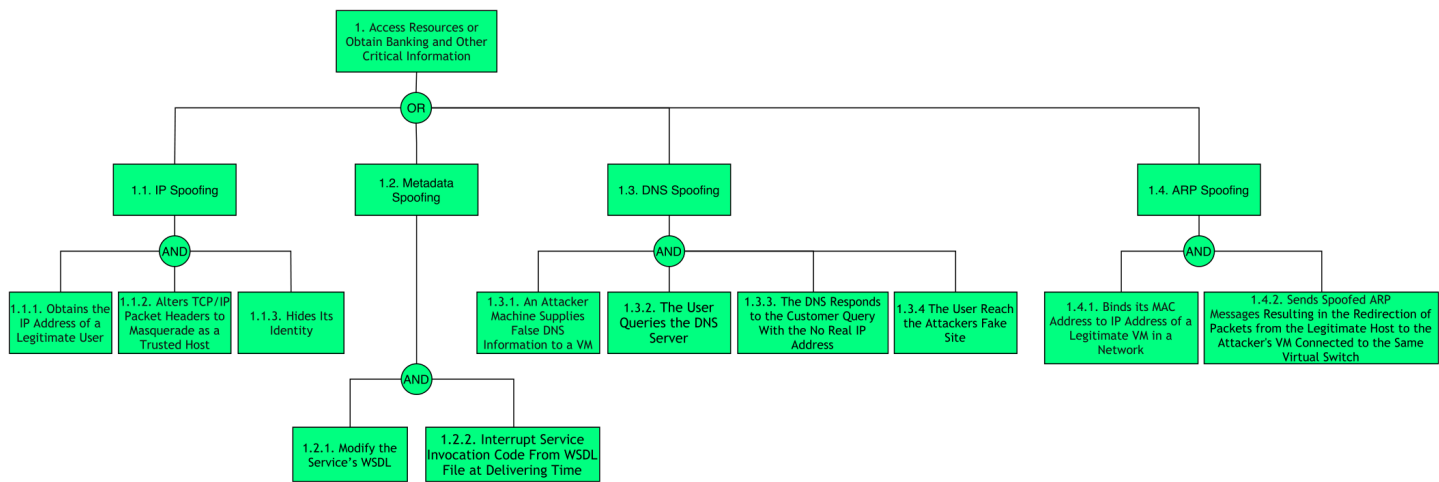 1. Access Resources or
Obtain Banking and Other
Critical Information
OR
1.1. IP Spoofing
1.2. Metadata
Spoofing
1.3. DNS Spoofing
1.4. ARP Spoofing
AND
AND
AND
1.1.1. Obtains the
IP Address of a
Legitimate User
1.1.2. Alters TCP/IP
Packet Headers to
Masquerade as a
Trusted Host
1.1.3. Hides Its
Identity
1.3.1. An Attacker
Machine Supplies
False DNS
Information to a VM
1.3.2. The User
Queries the DNS
Server
1.3.3. The DNS Responds
to the Customer Query
With the No Real IP
Address
1.3.4 The User Reach
the Attackers Fake
Site
1.4.1. Binds its MAC
Address to IP Address of a
Legitimate VM in a
Network
1.4.2. Sends Spoofed ARP
Messages Resulting in the Redirection of
Packets from the Legitimate Host to the
Attacker's VM Connected to the Same
Virtual Switch
AND
1.2.1. Modify the
Service’s WSDL
1.2.2. Interrupt Service
Invocation Code From WSDL
File at Delivering Time